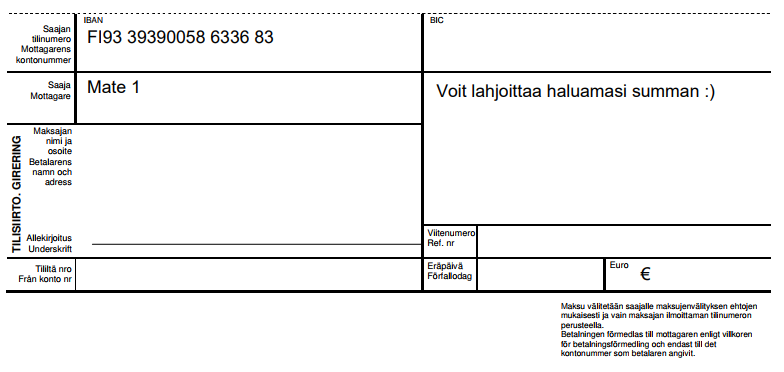 Saajan
tilinumero
Mottagarens
kontonummer
IBAN
FI93 39390058 6336 83
BIC
Saaja
Mottagare
Mate 1
Voit lahjoittaa haluamasi summan :)
TILISIIRTO. GIRERING
Maksajan
nimi ja
osoite
Betalarens
namn och
adress
Allekirjoitus
Underskrift
Viitenumero
Ref. nr
Tililtä nro
Från konto nr
Eräpäivä
Förfallodag
Euro
€
Maksu välitetään saajalle maksujenvälityksen ehtojen
mukaisesti ja vain maksajan ilmoittaman tilinumeron
perusteella.
Betalningen förmedlas till mottagaren enligt villkoren
för betalningsförmedling och endast till det
kontonummer som betalaren angivit.